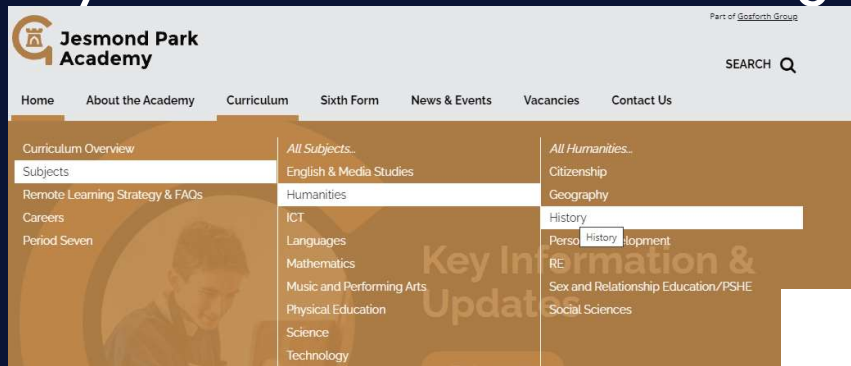 Part of Gosforth Group
Jesmond Park
Academy
SEARCH
Home About the Academy Curriculum Sixth Form News & Events Vacancies Contact Us
Curriculum Overview
Subjects
Remote Learning Strategy & FAQs
Careers
Period Seven
All Subjects...
English & Media Studies
Humanities
ICT
Languages
Mathematics
Music and Performing Arts
Physical Education
Science
Technology
All Humanities...
Citizenship
Geography
History
History
RE
Sex and Relationship Education/PSHE
Social Sciences
Key Information &
Updates